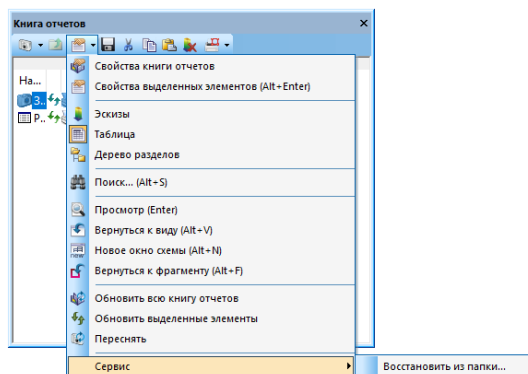 Книга отчетов
Свойства книги отчетов
На...
Свойства выделенных элементов (Alt+Enter)
З..
Эскизы
Р..
Таблица
Дерево разделов
Поиск... (Alt+S)
Просмотр (Enter)
Вернуться к виду (Alt+V)
Новое окно схемы (Alt+N)
Вернуться к фрагменту (Alt+F)
Обновить всю книгу отчетов
Обновить выделенные элементы
Переснять
Сервис
Восстановить из папки...